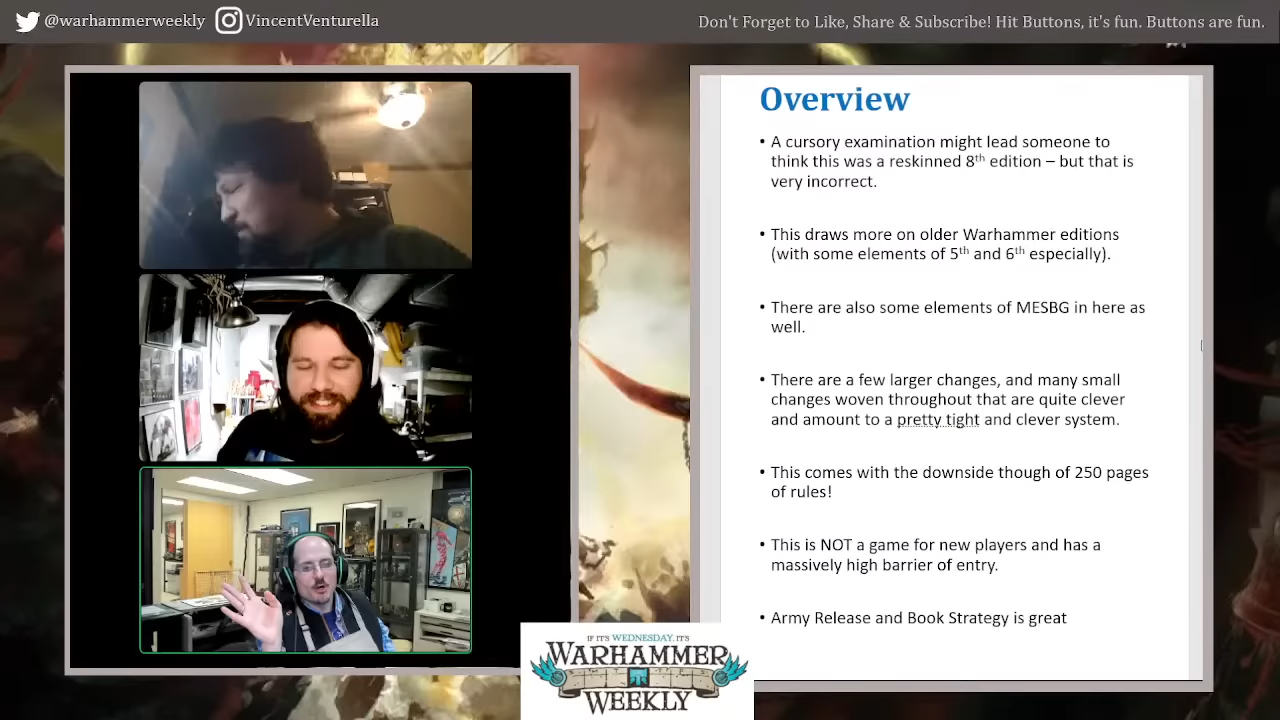 @warhammerweekly VincentVenturella
Don't Forget to Like, Share & Subscribe! Hit Buttons, it's fun. Buttons are fun.
Overview
• A cursory examination might lead someone to
think this was a reskinned 8th edition – but that is
very incorrect.
• This draws more on older Warhammer editions
(with some elements of 5th and 6th especially).
• There are also some elements of MESBG in here as
well.
• There are a few larger changes, and many small
changes woven throughout that are quite clever
and amount to a pretty tight and clever system.
• This comes with the downside though of 250 pages
of rules!
• This is NOT a game for new players and has a
massively high barrier of entry.
• Army Release and Book Strategy is great
IF IT'S WEDNESDAY, IT'S
WARHAMMER
WEEKLY